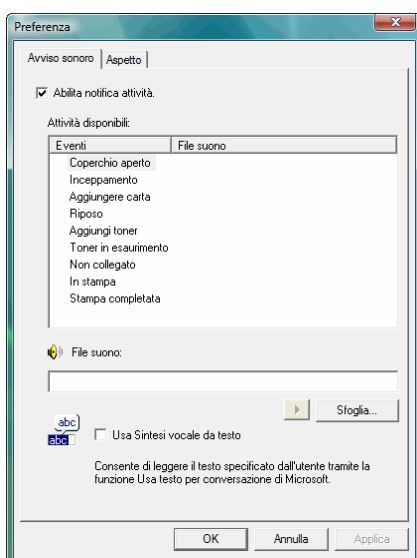 Preferenza
Avviso sonoro Aspetto
Abilita notifica attività.
Attività disponibili:
Eventi File suono
Coperchio aperto
Inceppamento
Aggiungere carta
Riposo
Aggiungi toner
Toner in esaurimento
Non collegato
In stampa
Stampa completata
File suono:
Sfoglia...
abc
abc
Usa Sintesi vocale da testo
Consente di leggere il testo specificato dall'utente tramite la
funzione Usa testo per conversazione di Microsoft.
OK Annulla Applica